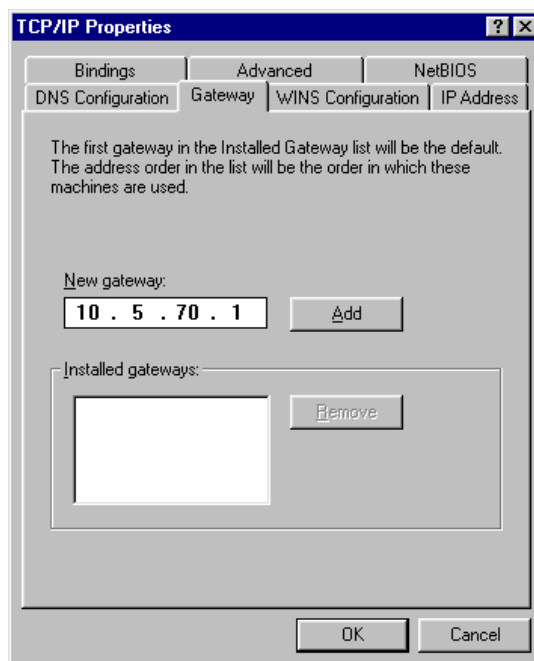 TCP/IP Properties
Bindings
Advanced
NetBIOS
DNS Configuration
Gateway
WINS Configuration
IP Address
The first gateway in the Installed Gateway list will be the default.
The address order in the list will be the order in which these
machines are used.
New gateway:
10 . 5 . 70 . 1
Add
Installed gateways:
Remove
OK
Cancel